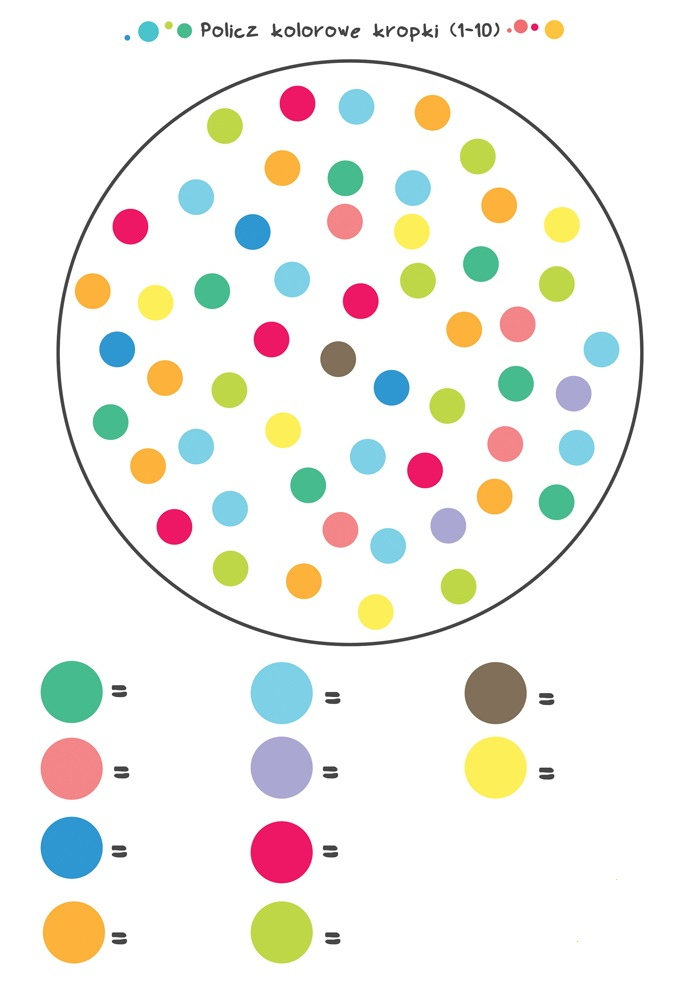 Policz kolorowe kropki (1-10)
= = =
= = =
= =
= =